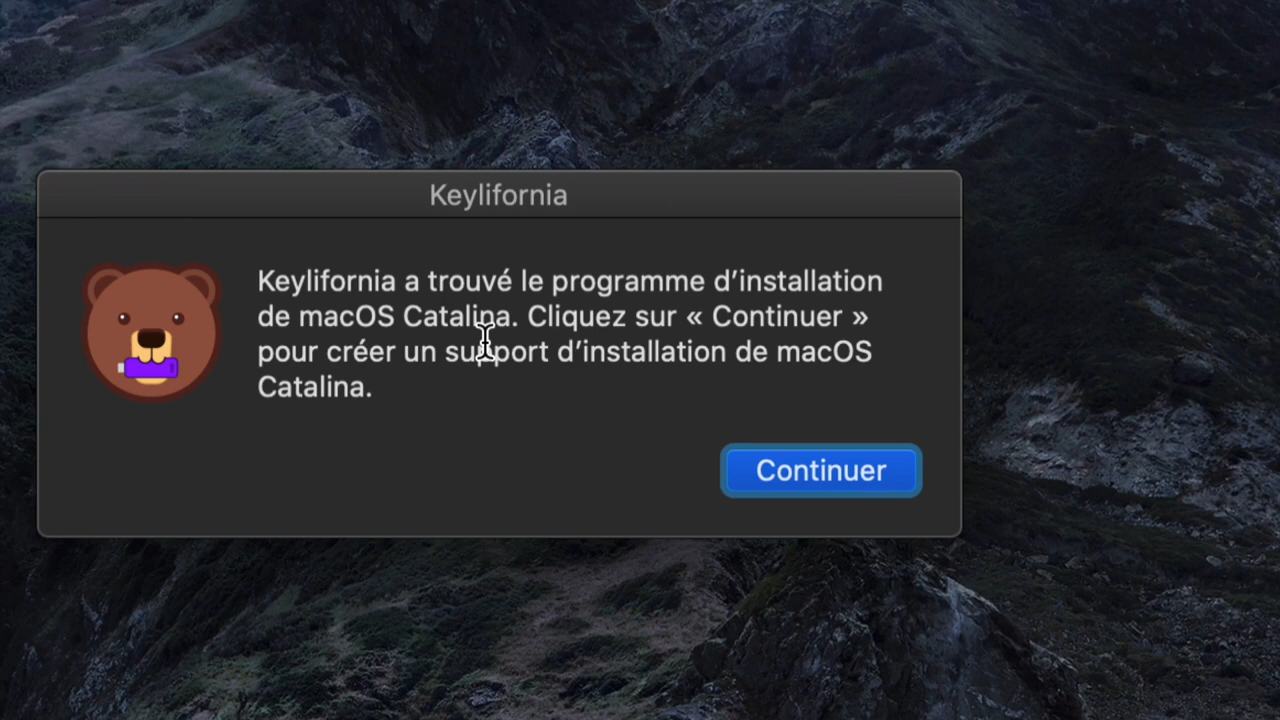 Keylifornia
Keylifornia a trouvé le programme d’installation
de macOS Catalina. Cliquez sur « Continuer »
pour créer un support d’installation de macOS
Catalina.
Continuer